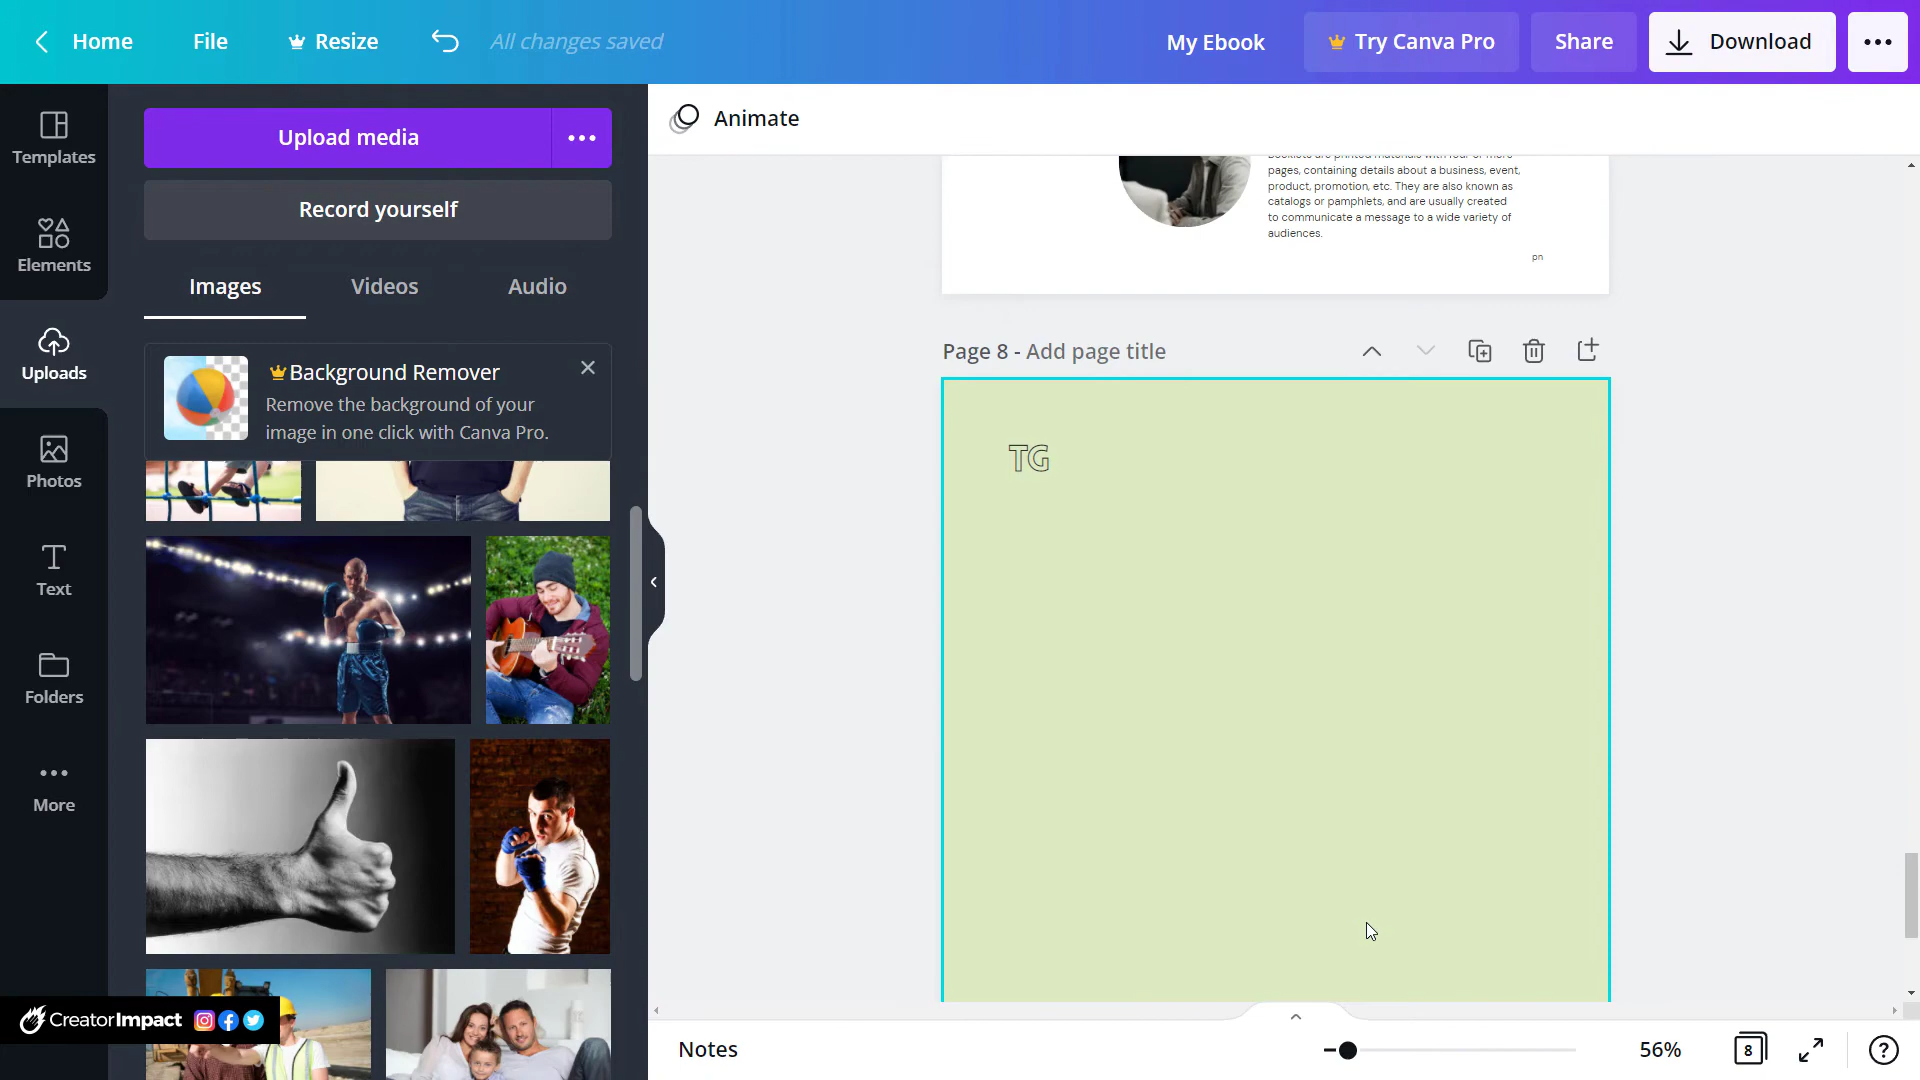 Home
File
Resize
All changes saved
My Ebook
Try Canva Pro
Share
Download
Templates
Elements
Uploads
Photos
Text
Folders
More
Upload media
Record yourself
Images
Videos
Audio
Background Remover
Remove the background of your
image in one click with Canva Pro.
CreatorImpact
Animate
pages, containing details about a business, event,
product, promotion, etc. They are also known as
catalogs or pamphlets, and are usually created
to communicate a message to a wide variety of
audiences.
pn
Page 8 - Add page title
TG
Notes
56%
8
?